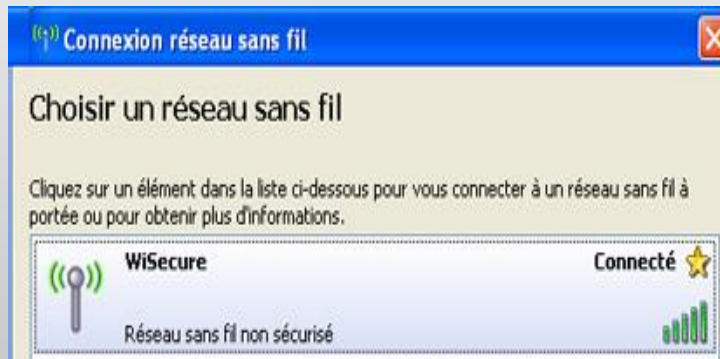 Connexion réseau sans fil
Choisir un réseau sans fil
Cliquez sur un élément dans la liste ci-dessous pour vous connecter à un réseau sans fil à
portée ou pour obtenir plus d'informations.
WiSecure Connecté
Réseau sans fil non sécurisé